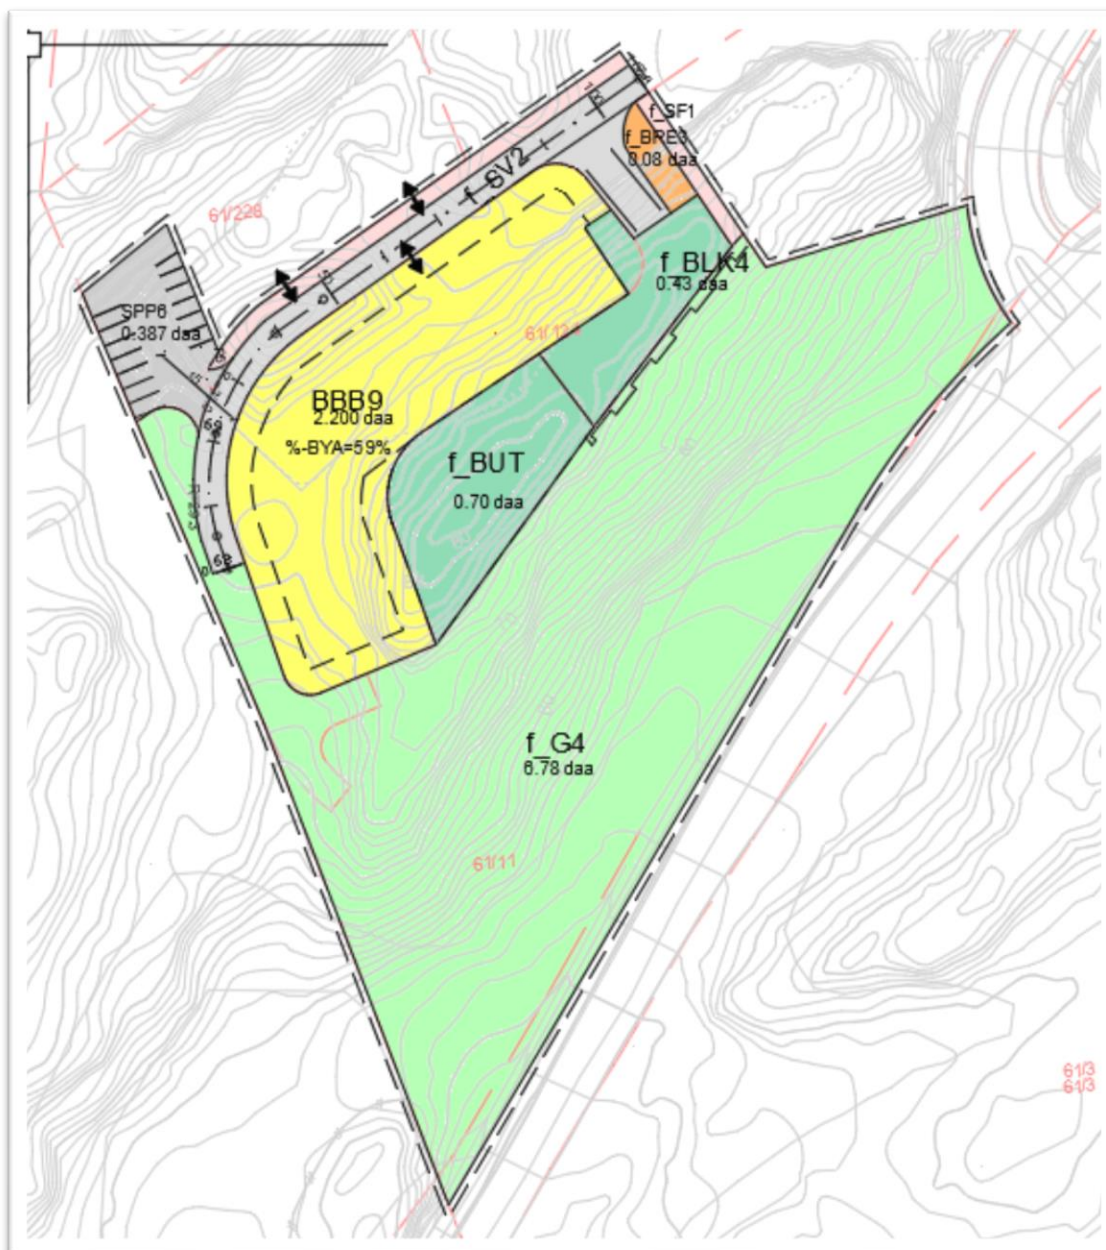 f_SF1
f_BRE3
0.08 daa
f_SV2
61/228
f_BLK4
0.43 daa
SPP6
0.387 daa
BBB9
2.200 daa
%-BYA=59%
f_BUT
0.70 daa
f_G4
6.78 daa
61/11
61/3
61/3